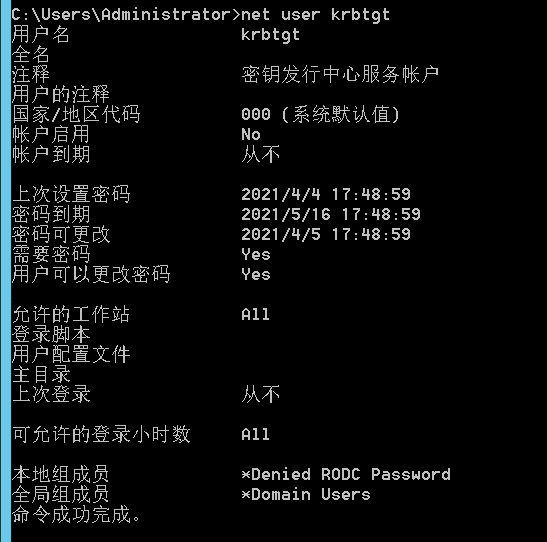 C:\Users\Administrator>net user krbtgt
用户名 krbtgt
全名
注释 密钥发行中心服务帐户
用户的注释
国家/地区代码 000 (系统默认值)
帐户启用 No
帐户到期 从不
上次设置密码 2021/4/4 17:48:59
密码到期 2021/5/16 17:48:59
密码可更改 2021/4/5 17:48:59
需要密码 Yes
用户可以更改密码 Yes
允许的工作站 All
登录脚本
用户配置文件
主目录
上次登录 从不
可允许的登录小时数 All
本地组成员 *Denied RODC Password
全局组成员 *Domain Users
命令成功完成。